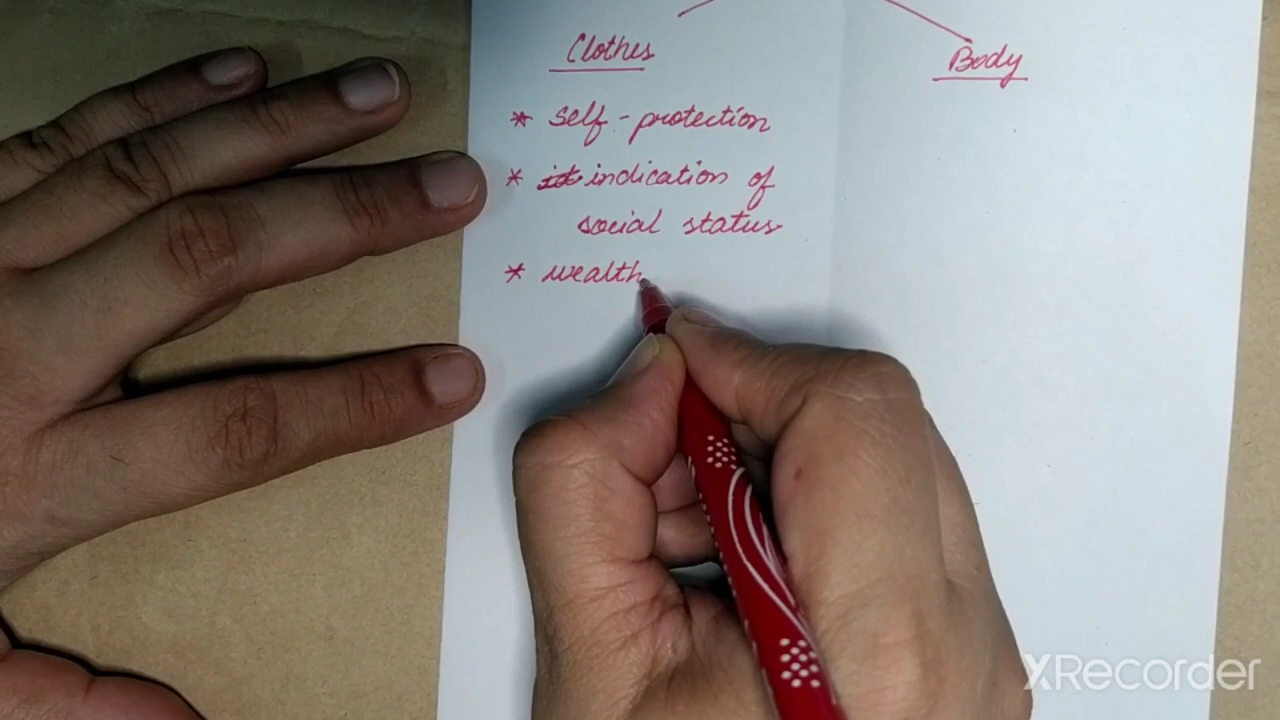 Clothes
Body
* self-protection
* indication of
social status
* wealth
XRecorder